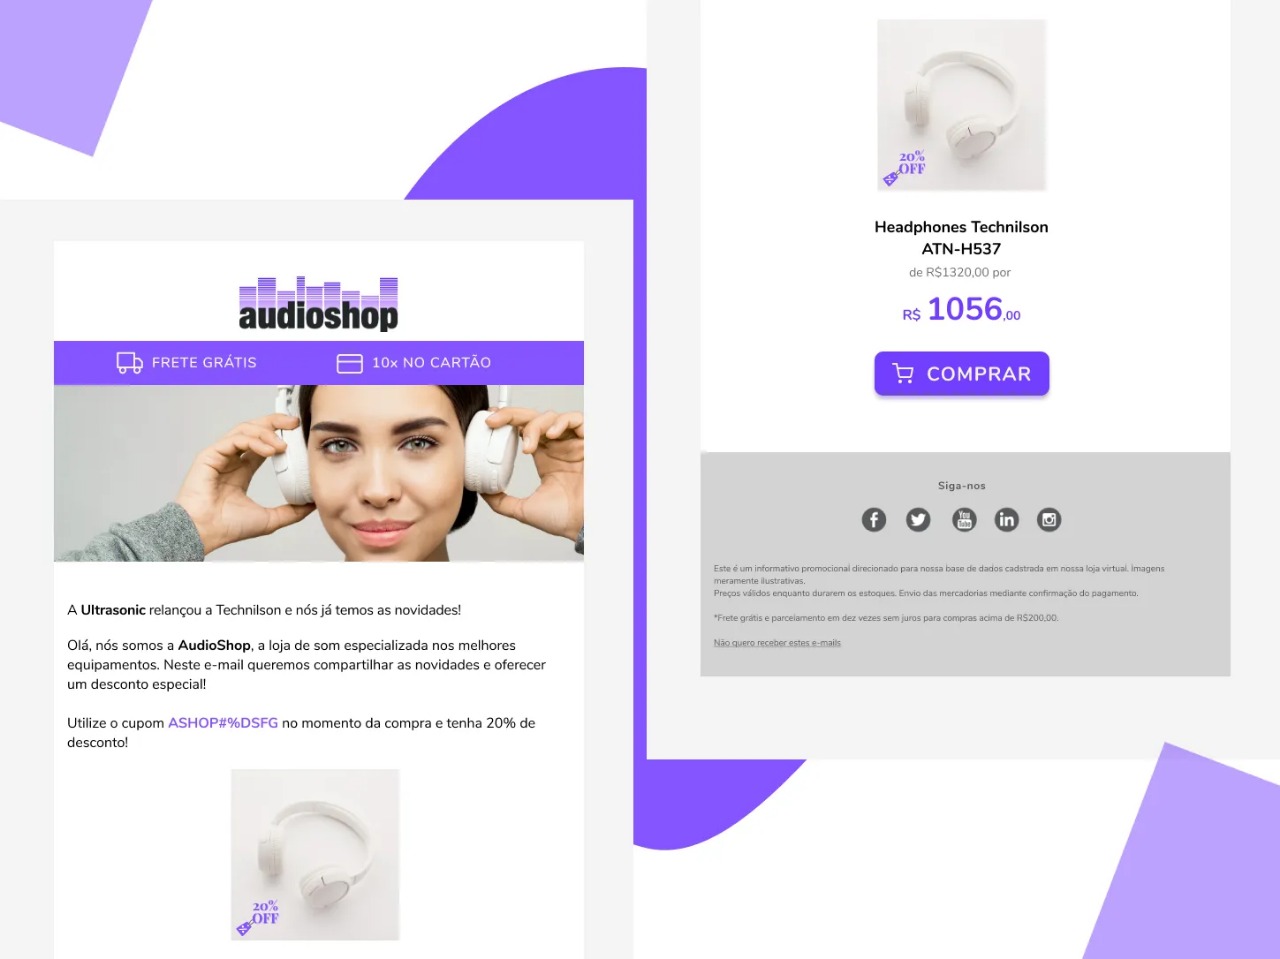 audioshop
FRETE GRÁTIS
10x NO CARTÃO
A Ultrasonic relançou a Technilson e nós já temos as novidades!
Olá, nós somos a AudioShop, a loja de som especializada nos melhores
equipamentos. Neste e-mail queremos compartilhar as novidades e oferecer
um desconto especial!
Utilize o cupom ASHOP#%DSFG no momento da compra e tenha 20% de
desconto!
20%
OFF
20%
OFF
Headphones Technilson
ATN-H537
de R$1320,00 por
R$ 1056,00
COMPRAR
Siga-nos
You
Tube
Este é um informativo promocional direcionado para nossa base de dados cadstrada em nossa loja virtual. Imagens
meramente ilustrativas.
Preços válidos enquanto durarem os estoques. Envio das mercadorias mediante confirmação do pagamento.
*Frete grátis e parcelamento em dez vezes sem juros para compras acima de R$200,00.
Não quero receber estes e-mails